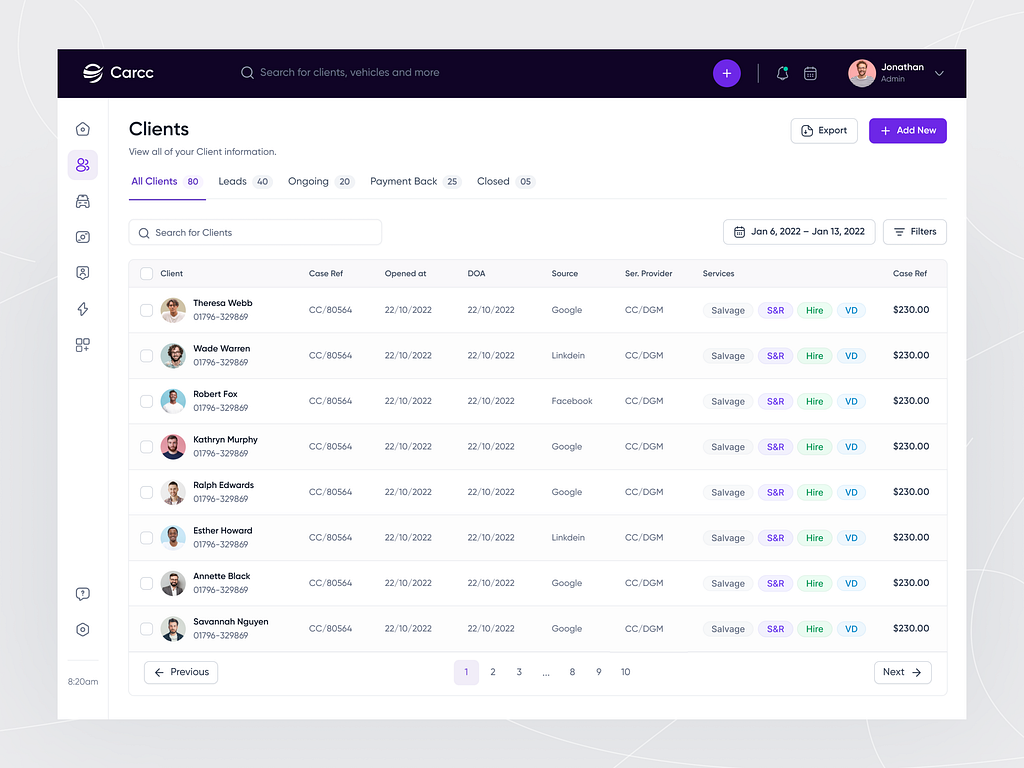 Carcc
Search for clients, vehicles and more
Jonathan
Admin
Clients
View all of your Client information.
Export
Add New
All Clients 80 Leads 40 Ongoing 20 Payment Back 25 Closed 05
Search for Clients
Jan 6, 2022 – Jan 13, 2022
Filters
Client Case Ref Opened at DOA Source Ser. Provider Services Case Ref
Theresa Webb
01796-329869
CC/80564 22/10/2022 22/10/2022 Google CC/DGM Salvage S&R Hire VD $230.00
Wade Warren
01796-329869
CC/80564 22/10/2022 22/10/2022 Linkdein CC/DGM Salvage S&R Hire VD $230.00
Robert Fox
01796-329869
CC/80564 22/10/2022 22/10/2022 Facebook CC/DGM Salvage S&R Hire VD $230.00
Kathryn Murphy
01796-329869
CC/80564 22/10/2022 22/10/2022 Google CC/DGM Salvage S&R Hire VD $230.00
Ralph Edwards
01796-329869
CC/80564 22/10/2022 22/10/2022 Google CC/DGM Salvage S&R Hire VD $230.00
Esther Howard
01796-329869
CC/80564 22/10/2022 22/10/2022 Linkdein CC/DGM Salvage S&R Hire VD $230.00
Annette Black
01796-329869
CC/80564 22/10/2022 22/10/2022 Google CC/DGM Salvage S&R Hire VD $230.00
Savannah Nguyen
01796-329869
CC/80564 22/10/2022 22/10/2022 Google CC/DGM Salvage S&R Hire VD $230.00
Previous 1 2 3 ... 8 9 10 Next
8:20am